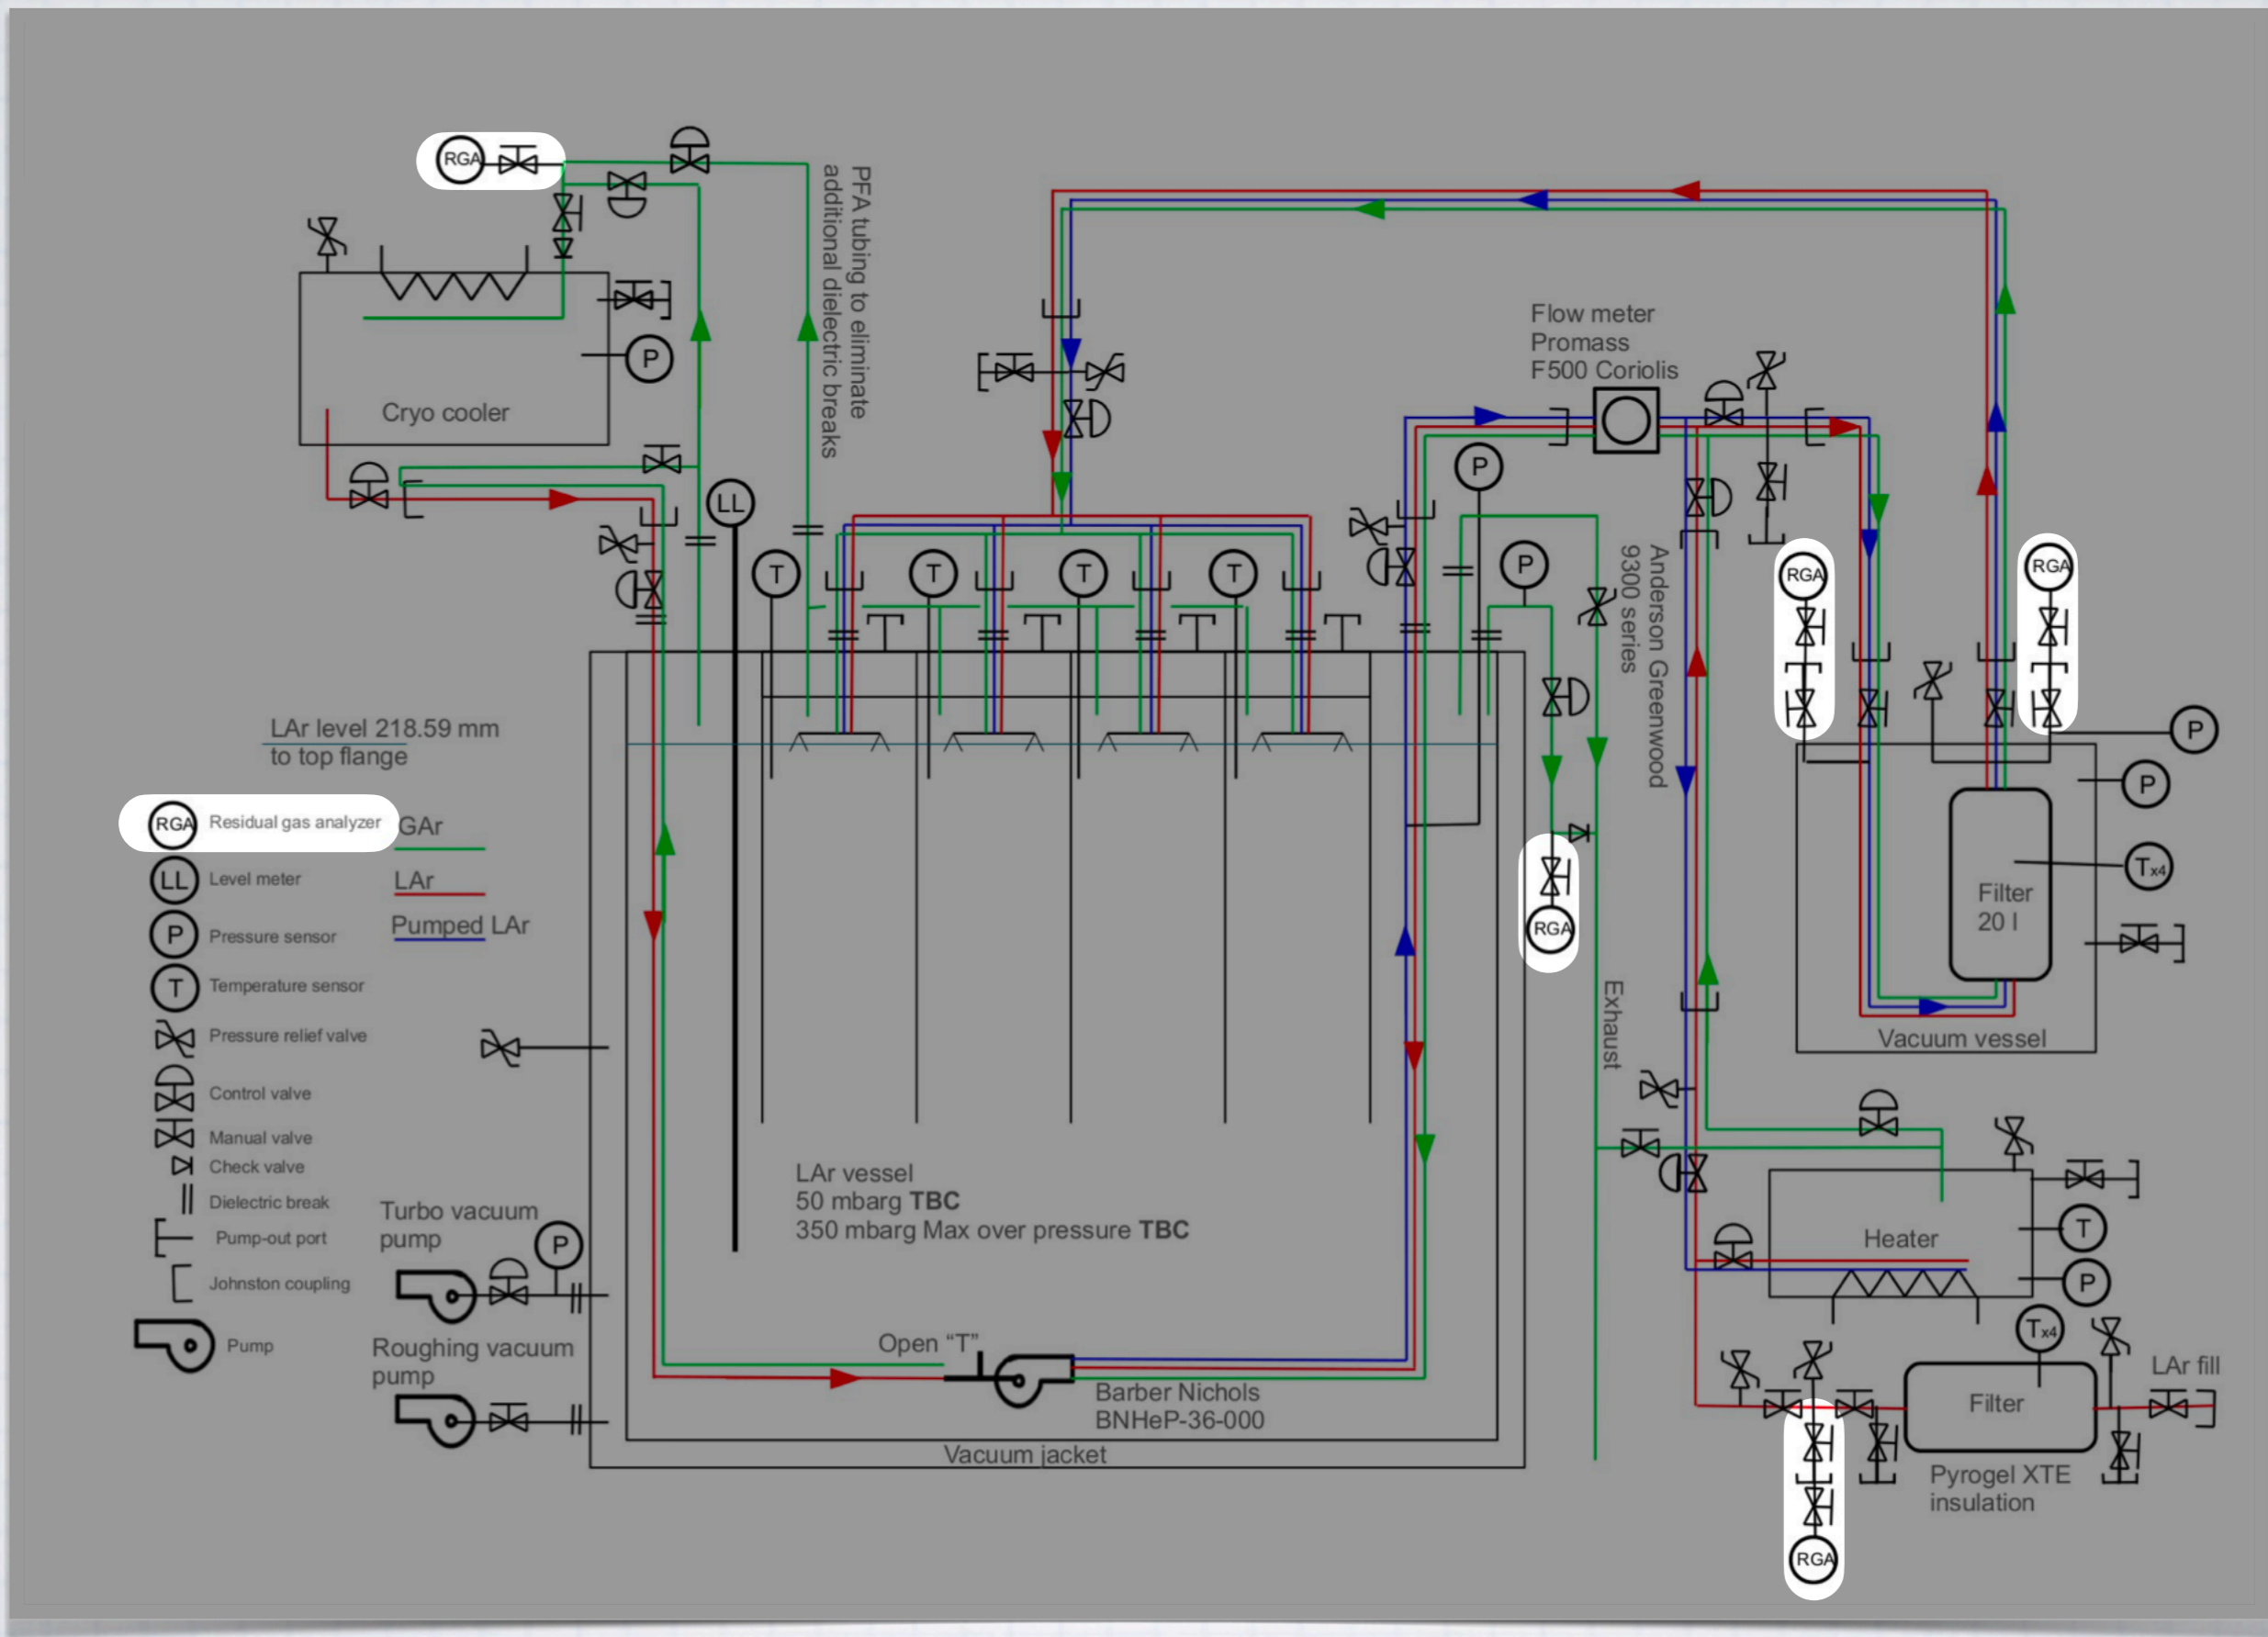 RGA
PFA tubing to eliminate
additional dielectric breaks
Cryo cooler
P
LL
T
T
T
T
Flow meter
Promass
F500 Coriolis
P
P
Anderson Greenwood
9300 series
RGA
RGA
P
P
Tx4
Filter
20 l
Vacuum vessel
RGA
Exhaust
LAr level 218.59 mm
to top flange
RGA Residual gas analyzer
LL Level meter
P Pressure sensor
T Temperature sensor
Pressure relief valve
Control valve
Manual valve
Check valve
Dielectric break
Pump-out port
Johnston coupling
Pump
GAr
LAr
Pumped LAr
Turbo vacuum
pump
P
Roughing vacuum
pump
LAr vessel
50 mbarg TBC
350 mbarg Max over pressure TBC
Open “T”
Barber Nichols
BNHeP-36-000
Vacuum jacket
Heater
T
P
Tx4
Filter
LAr fill
Pyrogel XTE
insulation
RGA